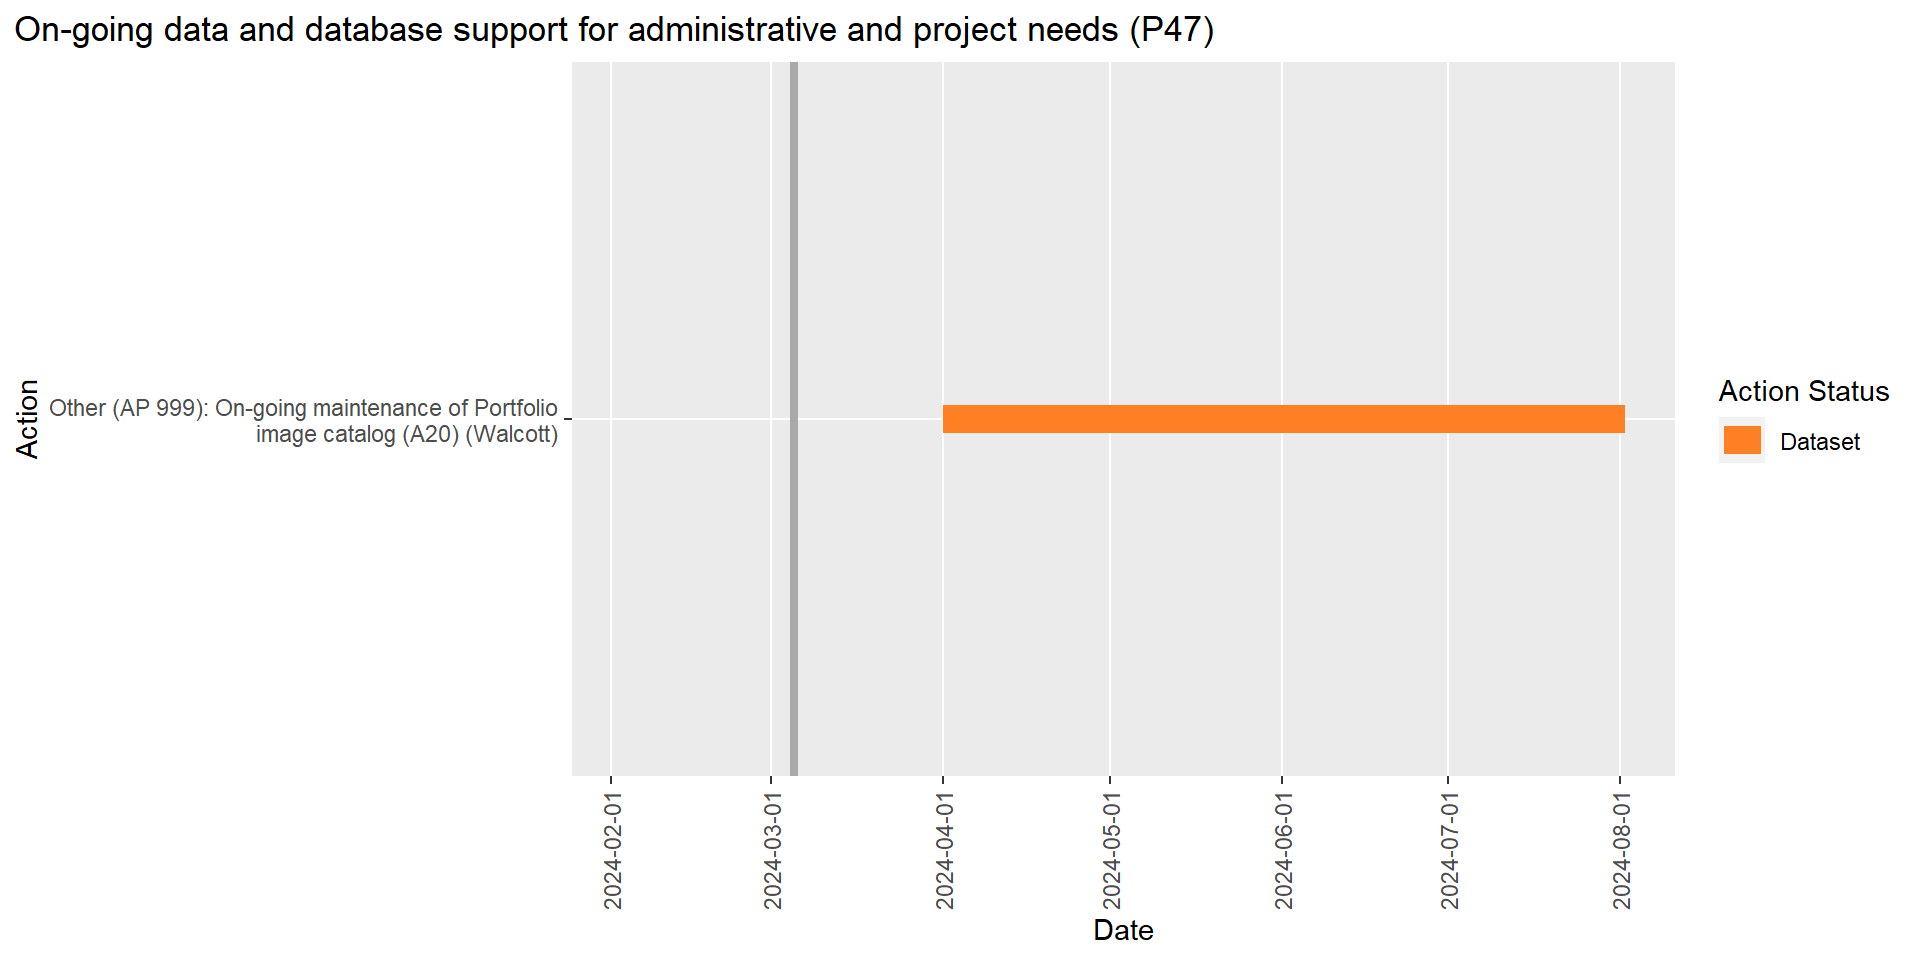 On-going data and database support for administrative and project needs (P47)
Action
Other (AP 999): On-going maintenance of Portfolio
image catalog (A20) (Walcott)
Action Status
Dataset
2024-02-01
2024-03-01
2024-04-01
2024-05-01
2024-06-01
2024-07-01
2024-08-01
Date